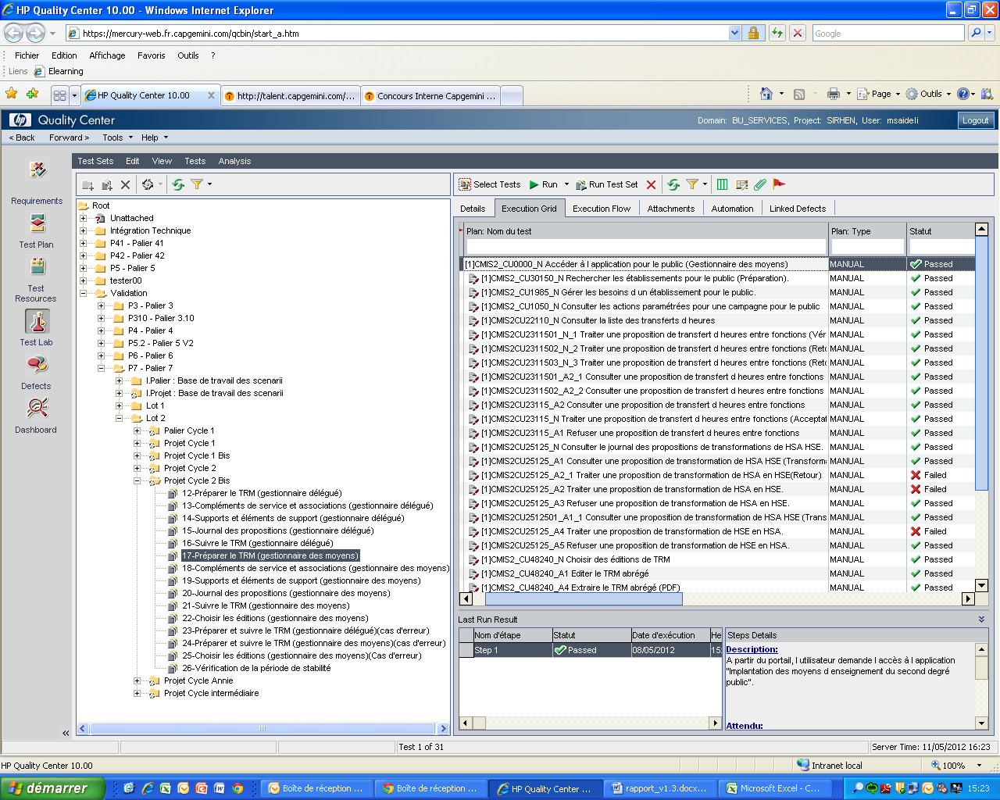 HP Quality Center 10.00 - Windows Internet Explorer
https://mercury-web.fr.capgemini.com/qcbin/start_a.htm
Google
Fichier Edition Affichage Favoris Outils ?
Liens Elearning
HP Quality Center 10.00
http://talent.capgemini.com/...
Concours Interne Capgemini ...
Page Outils
hp Quality Center
Domain: BU_SERVICES, Project: SIRHEN, User: msaideli
Logout
< Back Forward > Tools Help
Requirements
Test Plan
Test Resources
Test Lab
Defects
Dashboard
Test Sets Edit View Tests Analysis
Root
Unattached
Intégration Technique
P41 - Palier 41
P42 - Palier 42
P5 - Palier 5
tester00
Validation
P3 - Palier 3
P310 - Palier 3.10
P4 - Palier 4
P5.2 - Palier 5 V2
P6 - Palier 6
P7 - Palier 7
I.Palier : Base de travail des scenarii
I.Projet : Base de travail des scenarii
Lot 1
Lot 2
Palier Cycle 1
Projet Cycle 1
Projet Cycle 1 Bis
Projet Cycle 2
Projet Cycle 2 Bis
12-Préparer le TRM (gestionnaire délégué)
13-Compléments de service et associations (gestionnaire délégué)
14-Supports et éléments de support (gestionnaire délégué)
15-Journal des propositions (gestionnaire délégué)
16-Suivre le TRM (gestionnaire délégué)
17-Préparer le TRM (gestionnaire des moyens)
18-Compléments de service et associations (gestionnaire des moyens)
19-Supports et éléments de support (gestionnaire des moyens)
20-Journal des propositions (gestionnaire des moyens)
21-Suivre le TRM (gestionnaire des moyens)
22-Choisir les éditions (gestionnaire des moyens)
23-Préparer et suivre le TRM (gestionnaire délégué)(cas d'erreur)
24-Préparer et suivre le TRM (gestionnaire des moyens)(cas d'erreur)
25-Choisir les éditions (gestionnaire des moyens)(Cas d'erreur)
26-Vérification de la période de stabilité
Projet Cycle Annie
Projet Cycle intermédiaire
Select Tests Run Run Test Set
Details Execution Grid Execution Flow Attachments Automation Linked Defects
Plan: Nom du test Plan: Type Statut
[1]CMIS2_CU0000_N Accéder à l application pour le public (Gestionnaire des moyens) MANUAL Passed
[1]CMIS2_CU30150_N Rechercher les établissements pour le public (Préparation). MANUAL Passed
[1]CMIS2_CU1985_N Gérer les besoins d un établissement pour le public. MANUAL Passed
[1]CMIS2_CU1050_N Consulter les actions paramétrées pour une campagne pour le public MANUAL Passed
[1]CMIS2CU22110_N Consulter la liste des transferts d heures MANUAL Passed
[1]CMIS2CU2311501_N_1 Traiter une proposition de transfert d heures entre fonctions (Vér MANUAL Passed
[1]CMIS2CU2311502_N_2 Traiter une proposition de transfert d heures entre fonctions (Reto MANUAL Passed
[1]CMIS2CU2311503_N_3 Traiter une proposition de transfert d heures entre fonctions (Reto MANUAL Passed
[1]CMIS2CU2311501_A2_1 Consulter une proposition de transfert d heures entre fonctions MANUAL Passed
[1]CMIS2CU2311502_A2_2 Consulter une proposition de transfert d heures entre fonctions MANUAL Passed
[1]CMIS2CU23115_A2 Consulter une proposition de transfert d heures entre fonctions MANUAL Passed
[1]CMIS2CU23115_N Traiter une proposition de transfert d heures entre fonctions (Acceptat MANUAL Passed
[1]CMIS2CU23115_A1 Refuser une proposition de transfert d heures entre fonctions MANUAL Passed
[1]CMIS2CU25125_N Consulter le journal des propositions de transformations de HSA HSE. MANUAL Passed
[1]CMIS2CU25125_A1 Consulter une proposition de transformation de HSA HSE (Transform MANUAL Passed
[1]CMIS2CU25125_A2_1 Traiter une proposition de transformation de HSA en HSE(Retour) MANUAL Failed
[1]CMIS2CU25125_A2 Traiter une proposition de transformation de HSA en HSE. MANUAL Failed
[1]CMIS2CU25125_A3 Refuser une proposition de transformation de HSA en HSE. MANUAL Passed
[1]CMIS2CU2512501_A1_1 Consulter une proposition de transformation de HSA HSE (Trans MANUAL Passed
[1]CMIS2CU25125_A4 Traiter une proposition de transformation de HSE en HSA. MANUAL Failed
[1]CMIS2CU25125_A5 Refuser une proposition de transformation de HSE en HSA. MANUAL Passed
[1]CMIS2_CU48240_N Choisir des éditions de TRM MANUAL Passed
[1]CMIS2_CU48240_A1 Editer le TRM abrégé MANUAL Passed
[1]CMIS2_CU48240_A4 Extraire le TRM abrégé (PDF) MANUAL Passed
Last Run Result
Nom d'étape Statut Date d'exécution He
Step 1 Passed 08/05/2012 15:
Steps Details
Description:
A partir du portail, l utilisateur demande l accès à l application
"Implantation des moyens d enseignement du second degré
public".
Attendu:
Test 1 of 31
Server Time: 11/05/2012 16:23
HP Quality Center 10.00
Intranet local
100%
démarrer
Boîte de réception ...
Boîte de réception ...
HP Quality Center ...
rapport_v1.3.docx...
Microsoft Excel - C...
15:23